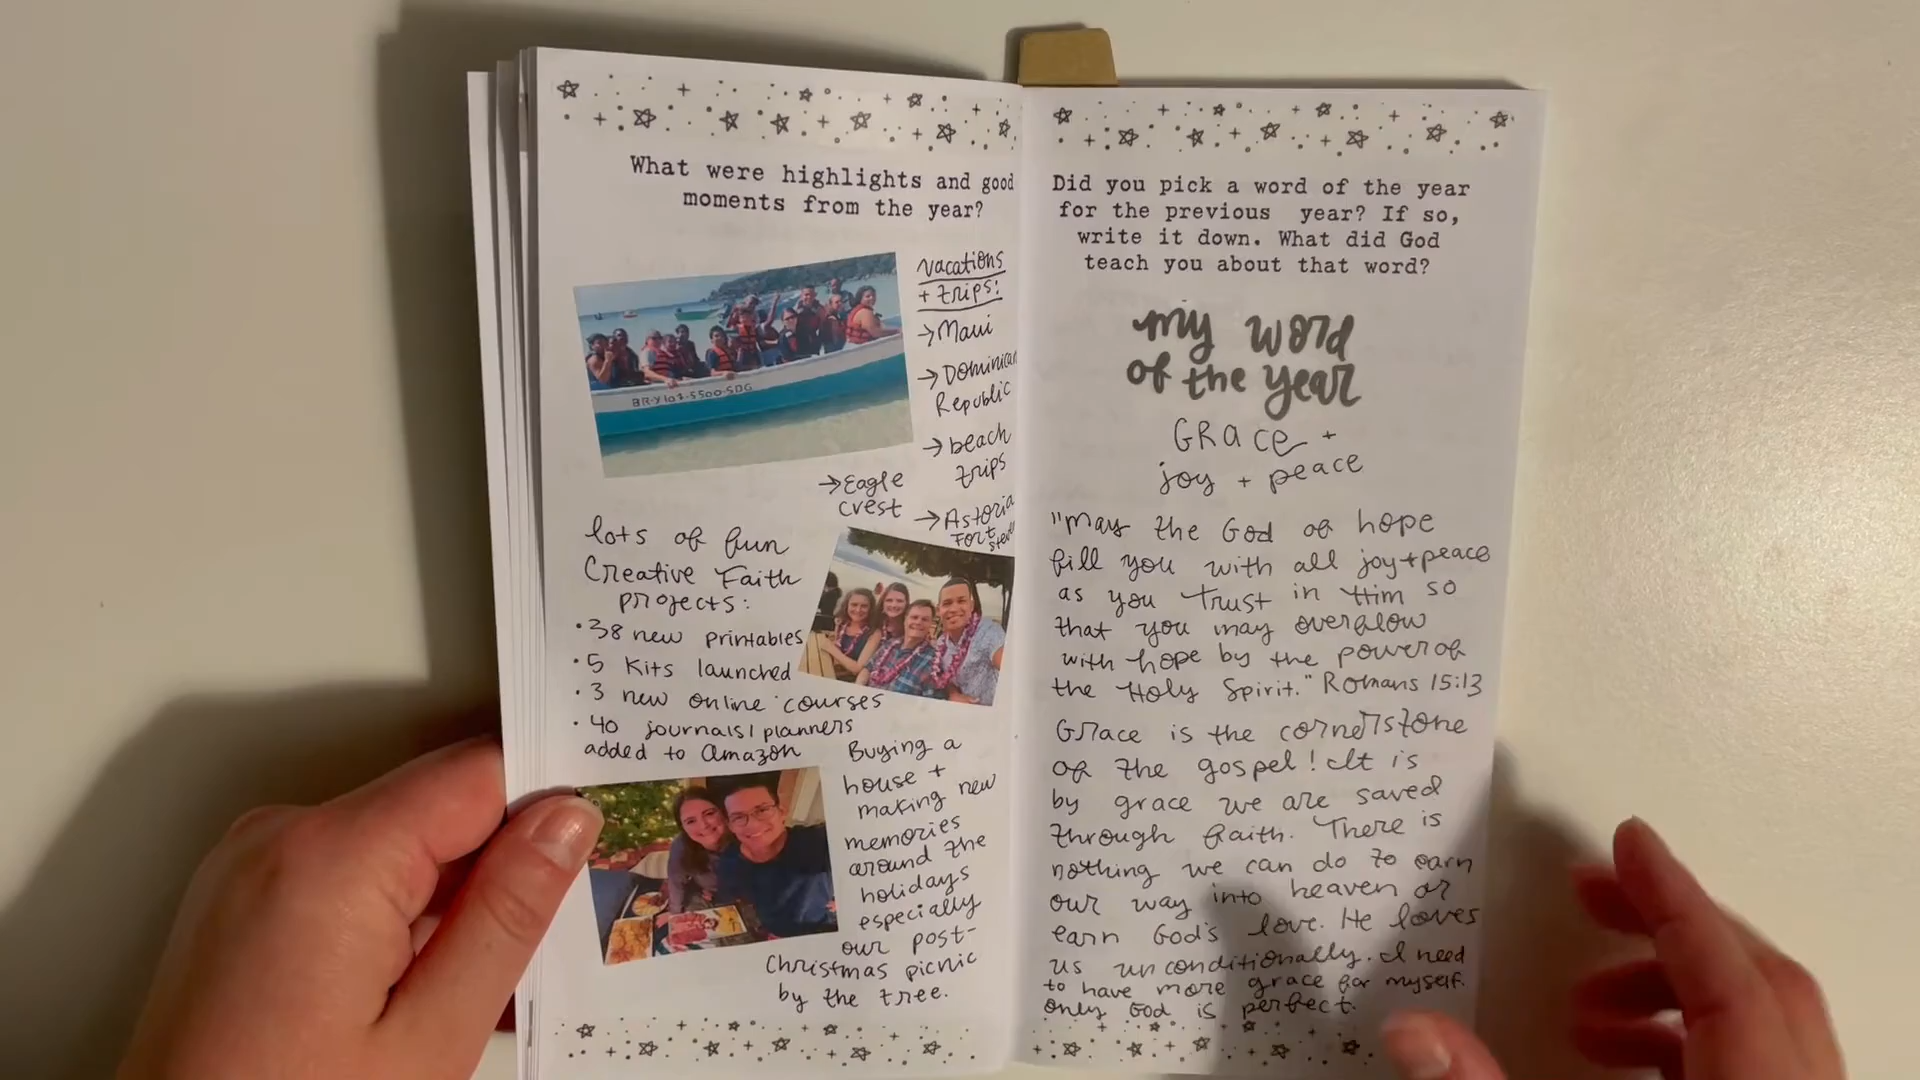 What were highlights and good
moments from the year?
vacations
+ trips:
→ Maui
→ Dominican
Republic
→ beach
trips
→ Eagle
crest
→ Astoria
Fort
BR-Y107-5500-SDG
lots of fun
Creative Faith
projects:
• 38 new printables
• 5 kits launched
• 3 new online courses
• 40 journals/planners
added to amazon
Buying a
house +
making new
memories
around the
holidays
especially
our post-
Christmas picnic
by the tree.
Did you pick a word of the year
for the previous year? If so,
write it down. What did God
teach you about that word?
my word
of the year
GRace +
joy + peace
"May the God of hope
fill you with all joy+peace
as you trust in Him so
that you may overflow
with hope by the power of
the Holy Spirit." Romans 15:13
Grace is the cornerstone
of the gospel! It is
by grace we are saved
through faith. There is
nothing we can do to earn
our way into heaven or
earn God's love. He loves
us unconditionally. I need
to have more grace for myself.
only God is perfect.